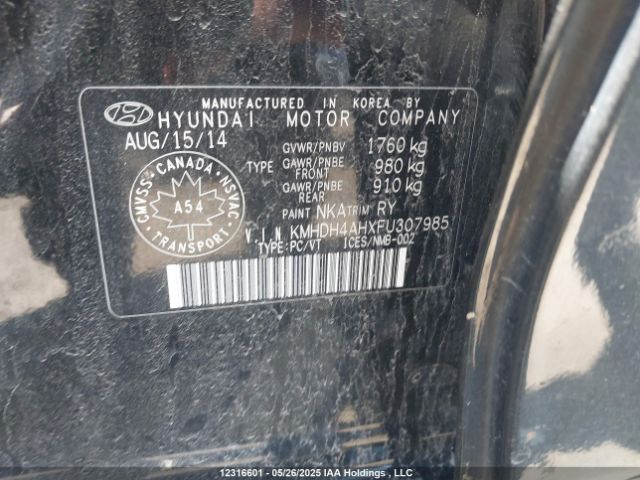 MANUFACTURED IN KOREA BY
HYUNDAI MOTOR COMPANY
AUG/15/14
GVWR/PNBV 1760 kg
TYPE GAWR/PNBE FRONT 980 kg
GAWR/PNBE REAR 910 kg
PAINT NKA TRIM RY
V.I.N KMHDH4AHXFU307985
TYPE:PC/VT 1CES/NMB-002
CANADA
CMVSS NSVAC
A54
TRANSPORT
12316601 - 05/26/2025 IAA Holdings , LLC